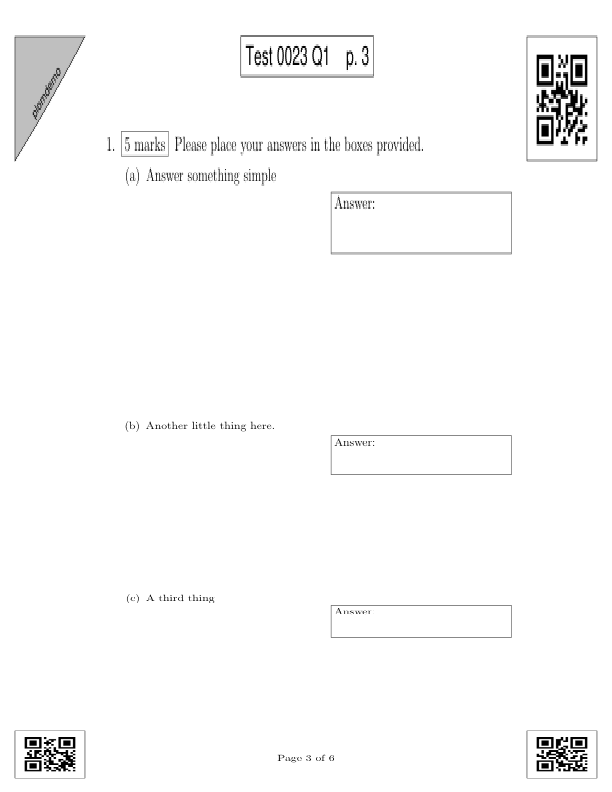 Test 0023 Q1 p. 3
plomdemo
1. 5 marks Please place your answers in the boxes provided.
(a) Answer something simple
Answer:
(b) Another little thing here.
Answer:
(c) A third thing
Answer
Page 3 of 6